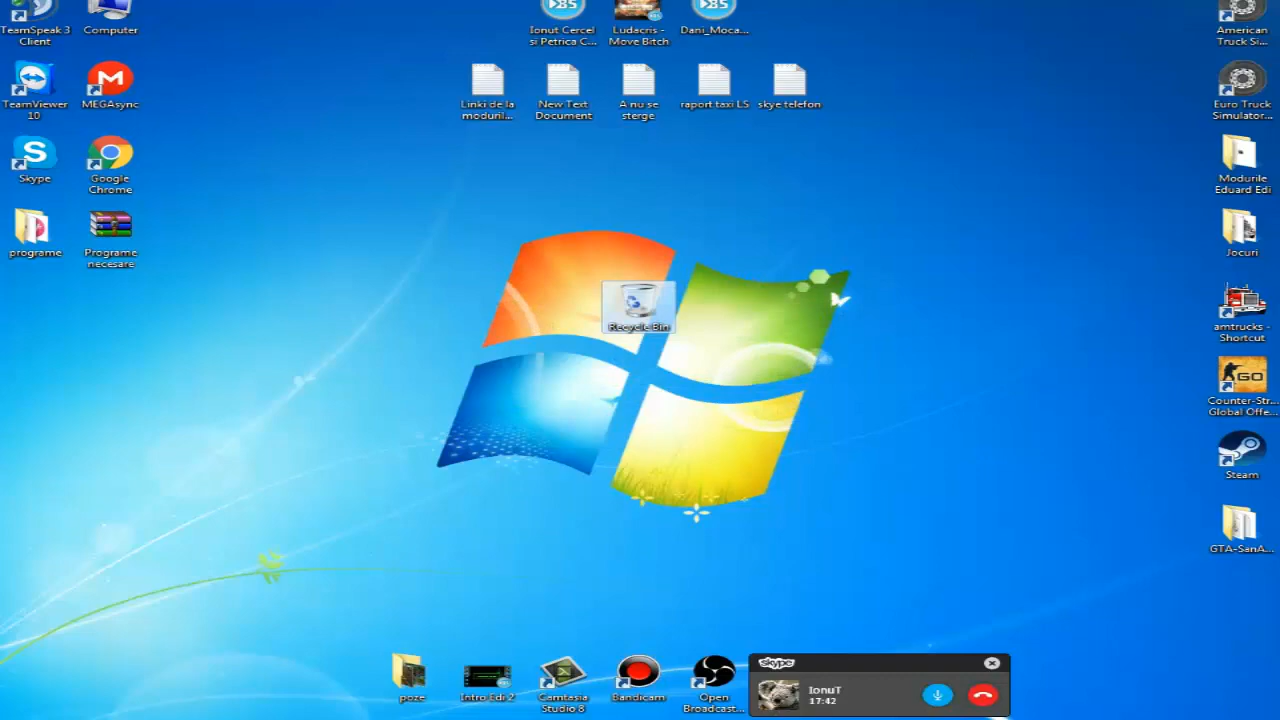 TeamSpeak 3
Client
Computer
Ionut Cercel
si Petrica C...
Ludacris -
Move Bitch
Dani_Moca...
American
Truck Si...
TeamViewer
10
MEGAsync
Linki de la
moduril...
New Text
Document
A nu se
sterge
raport taxi LS
skye telefon
Euro Truck
Simulator...
Skype
Google
Chrome
Modurile
Eduard Edi
programe
Programe
necesare
Jocuri
Recycle Bin
amtrucks -
Shortcut
GO
Counter-Str...
Global Offe...
Steam
GTA-SanA...
poze
Intro Edi 2
Camtasia
Studio 8
Bandicam
Open
Broadcast...
skype
IonuT
17:42